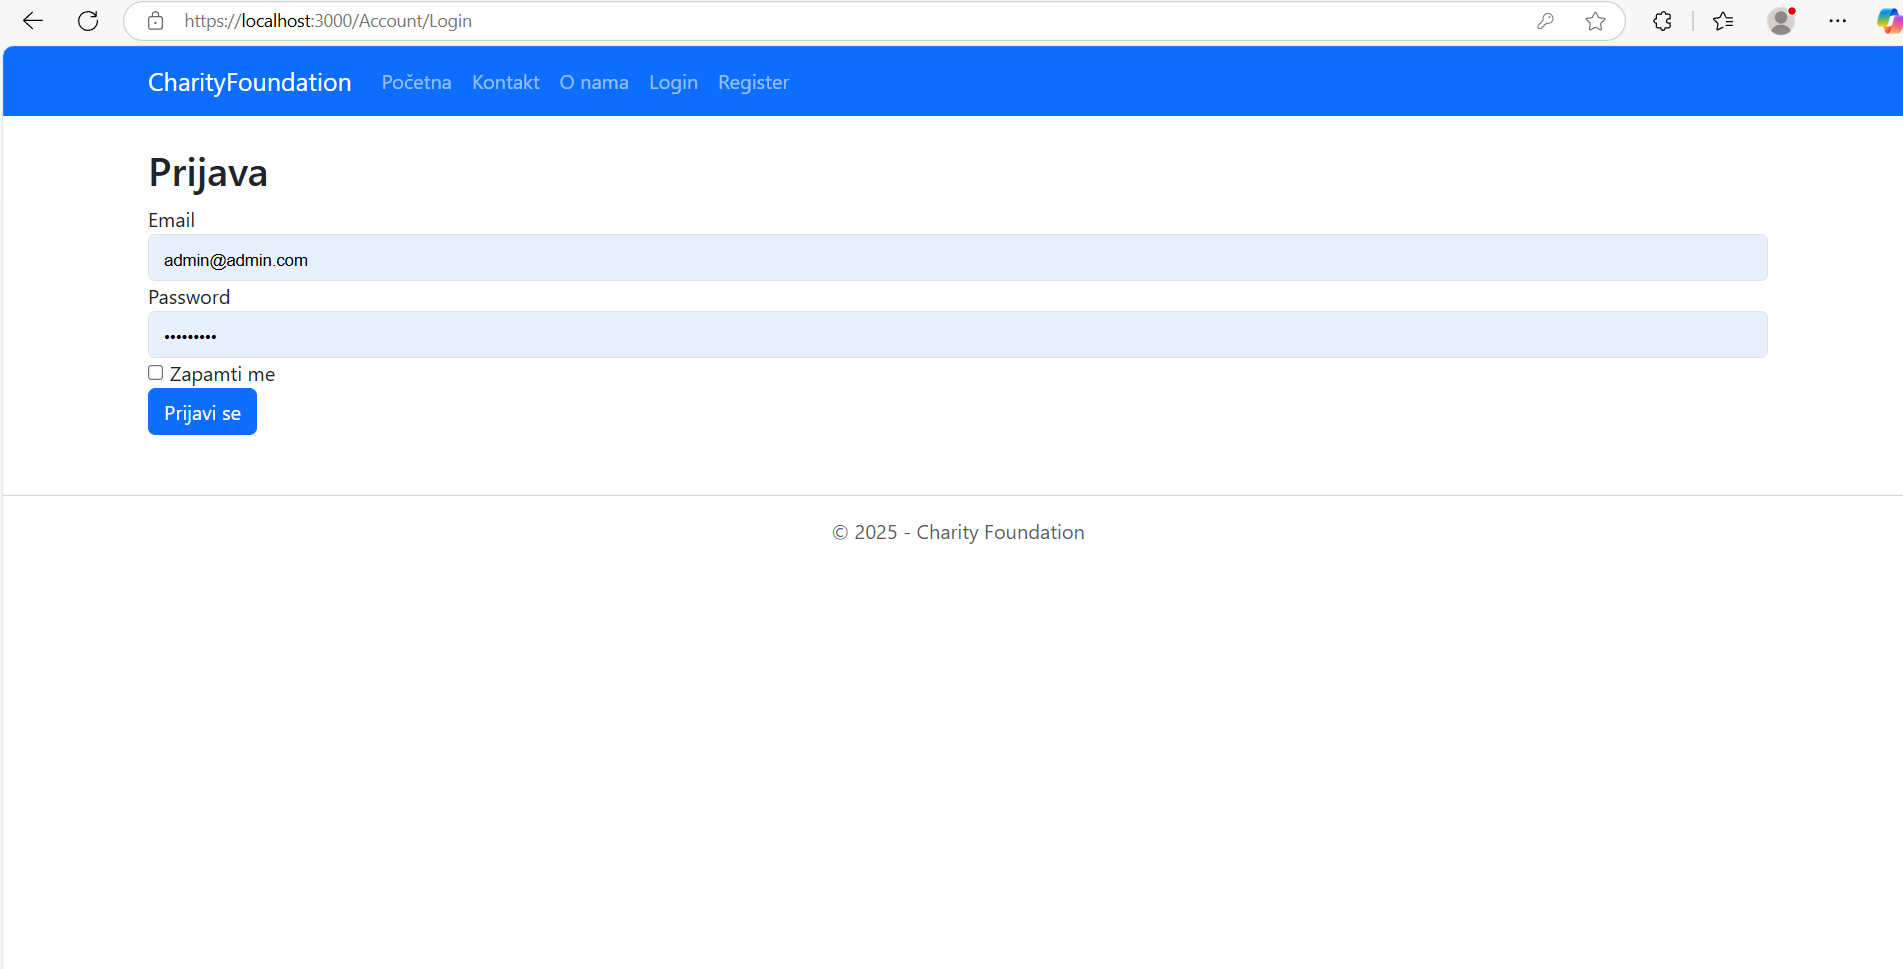 https://localhost:3000/Account/Login
CharityFoundation Početna Kontakt O nama Login Register
Prijava
Email
admin@admin.com
Password
•••••••••
Zapamti me
Prijavi se
© 2025 - Charity Foundation